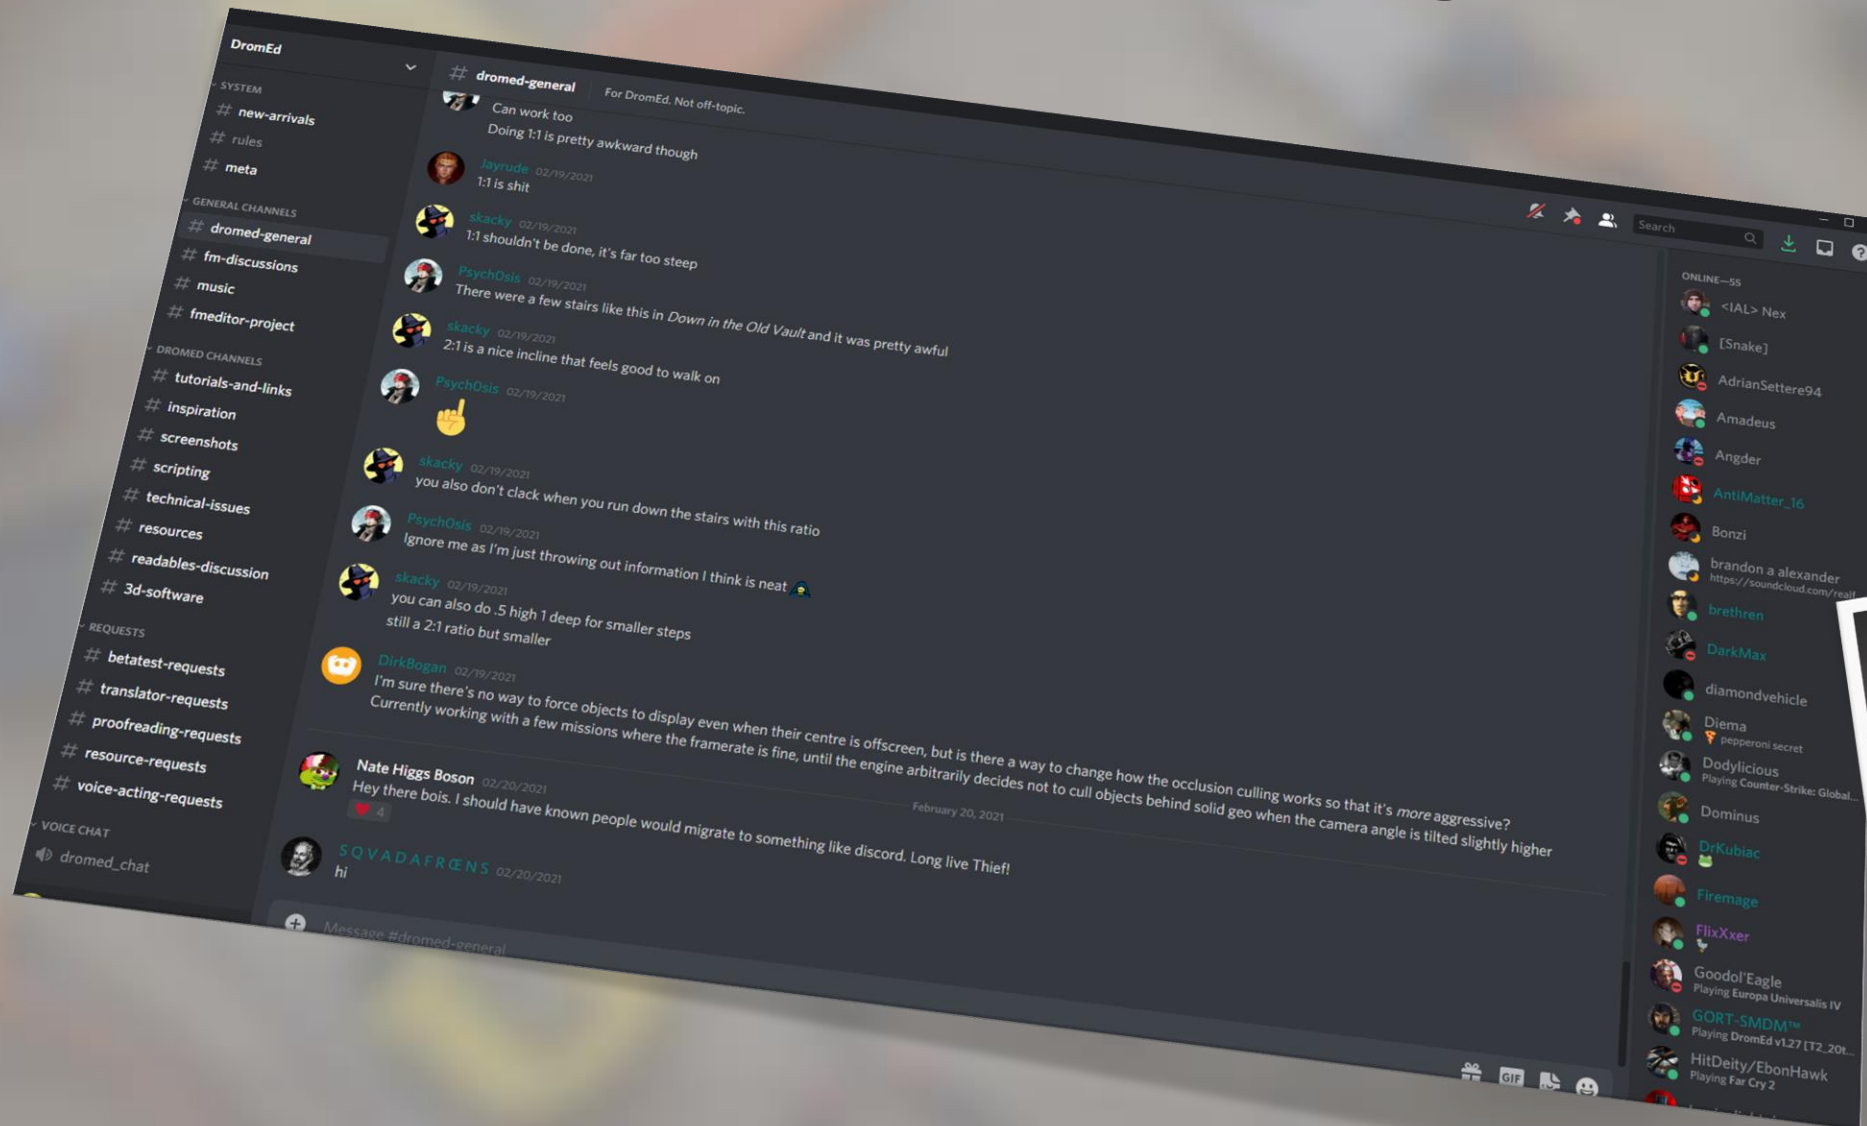 DromEd
SYSTEM
# new-arrivals
# rules
# meta
GENERAL CHANNELS
# dromed-general
# fm-discussions
# music
# fmeditor-project
DROMED CHANNELS
# tutorials-and-links
# inspiration
# screenshots
# scripting
# technical-issues
# resources
# readables-discussion
# 3d-software
REQUESTS
# betatest-requests
# translator-requests
# proofreading-requests
# resource-requests
# voice-acting-requests
VOICE CHAT
dromed_chat
# dromed-general
For DromEd. Not off-topic.
Can work too
Doing 1:1 is pretty awkward though
Jayrude 02/19/2021
1:1 is shit
skacky 02/19/2021
1:1 shouldn't be done, it's far too steep
PsychOsis 02/19/2021
There were a few stairs like this in Down in the Old Vault and it was pretty awful
skacky 02/19/2021
2:1 is a nice incline that feels good to walk on
PsychOsis 02/19/2021
☝
skacky 02/19/2021
you also don't clack when you run down the stairs with this ratio
PsychOsis 02/19/2021
Ignore me as I'm just throwing out information I think is neat
skacky 02/19/2021
you can also do .5 high 1 deep for smaller steps
still a 2:1 ratio but smaller
DirkBogan 02/19/2021
I'm sure there's no way to force objects to display even when their centre is offscreen, but is there a way to change how the occlusion culling works so that it's more aggressive?
Currently working with a few missions where the framerate is fine, until the engine arbitrarily decides not to cull objects behind solid geo when the camera angle is tilted slightly higher
February 20, 2021
Nate Higgs Boson 02/20/2021
Hey there bois. I should have known people would migrate to something like discord. Long live Thief!
❤ 4
S Q V A D A F R Œ N S 02/20/2021
hi
Message #dromed-general
GIF
Search
ONLINE—55
<IAL> Nex
[Snake]
AdrianSettere94
Amadeus
Angder
AntiMatter_16
Bonzi
brandon a alexander
https://soundcloud.com/realf
brethren
DarkMax
diamondvehicle
Diema
🍕 pepperoni secret
Dodylicious
Playing Counter-Strike: Global...
Dominus
DrKubiac
Firemage
FlixXxer
Goodol'Eagle
Playing Europa Universalis IV
GORT-SMDM™
Playing DromEd v1.27 [T2_20t...
HitDeity/EbonHawk
Playing Far Cry 2